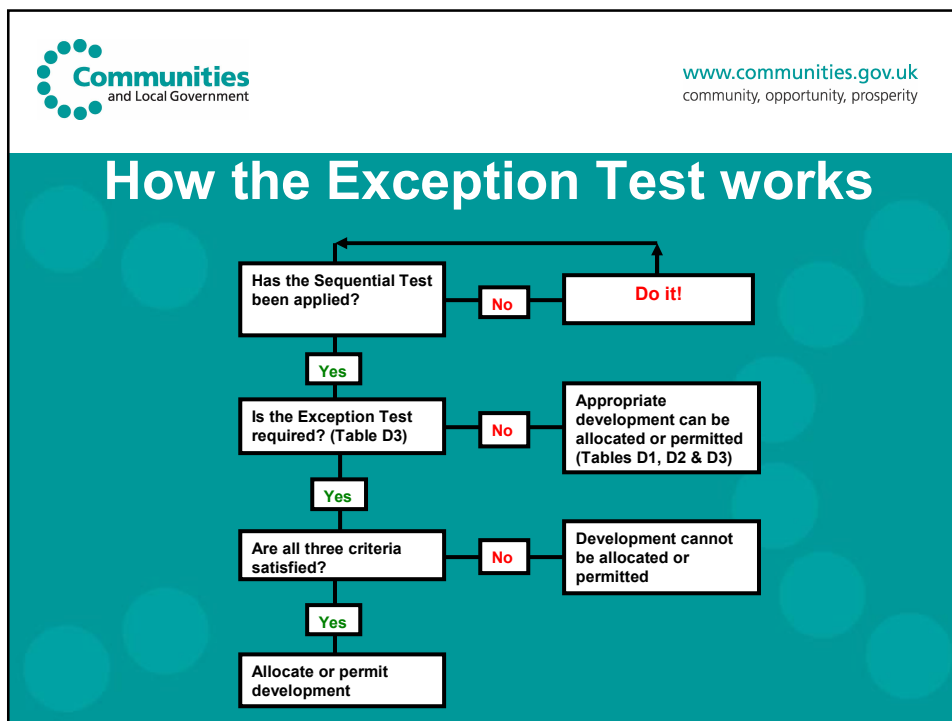 Communities
and Local Government
www.communities.gov.uk
community, opportunity, prosperity
How the Exception Test works
Has the Sequential Test
been applied?
No
Do it!
Yes
Is the Exception Test
required? (Table D3)
No
Appropriate
development can be
allocated or permitted
(Tables D1, D2 & D3)
Yes
Are all three criteria
satisfied?
No
Development cannot
be allocated or
permitted
Yes
Allocate or permit
development